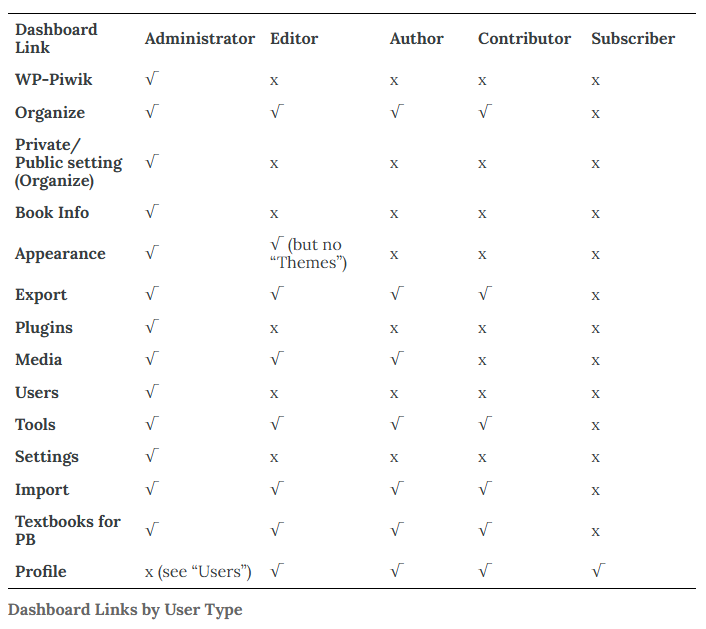 Dashboard Link Administrator Editor Author Contributor Subscriber
WP-Piwik √ x x x x
Organize √ √ √ √ x
Private/ Public setting (Organize) √ x x x x
Book Info √ x x x x
Appearance √ √ (but no “Themes”) x x x
Export √ √ √ √ x
Plugins √ x x x x
Media √ √ √ x x
Users √ x x x x
Tools √ √ √ √ x
Settings √ x x x x
Import √ √ √ √ x
Textbooks for PB √ √ √ √ x
Profile x (see “Users”) √ √ √ √
Dashboard Links by User Type